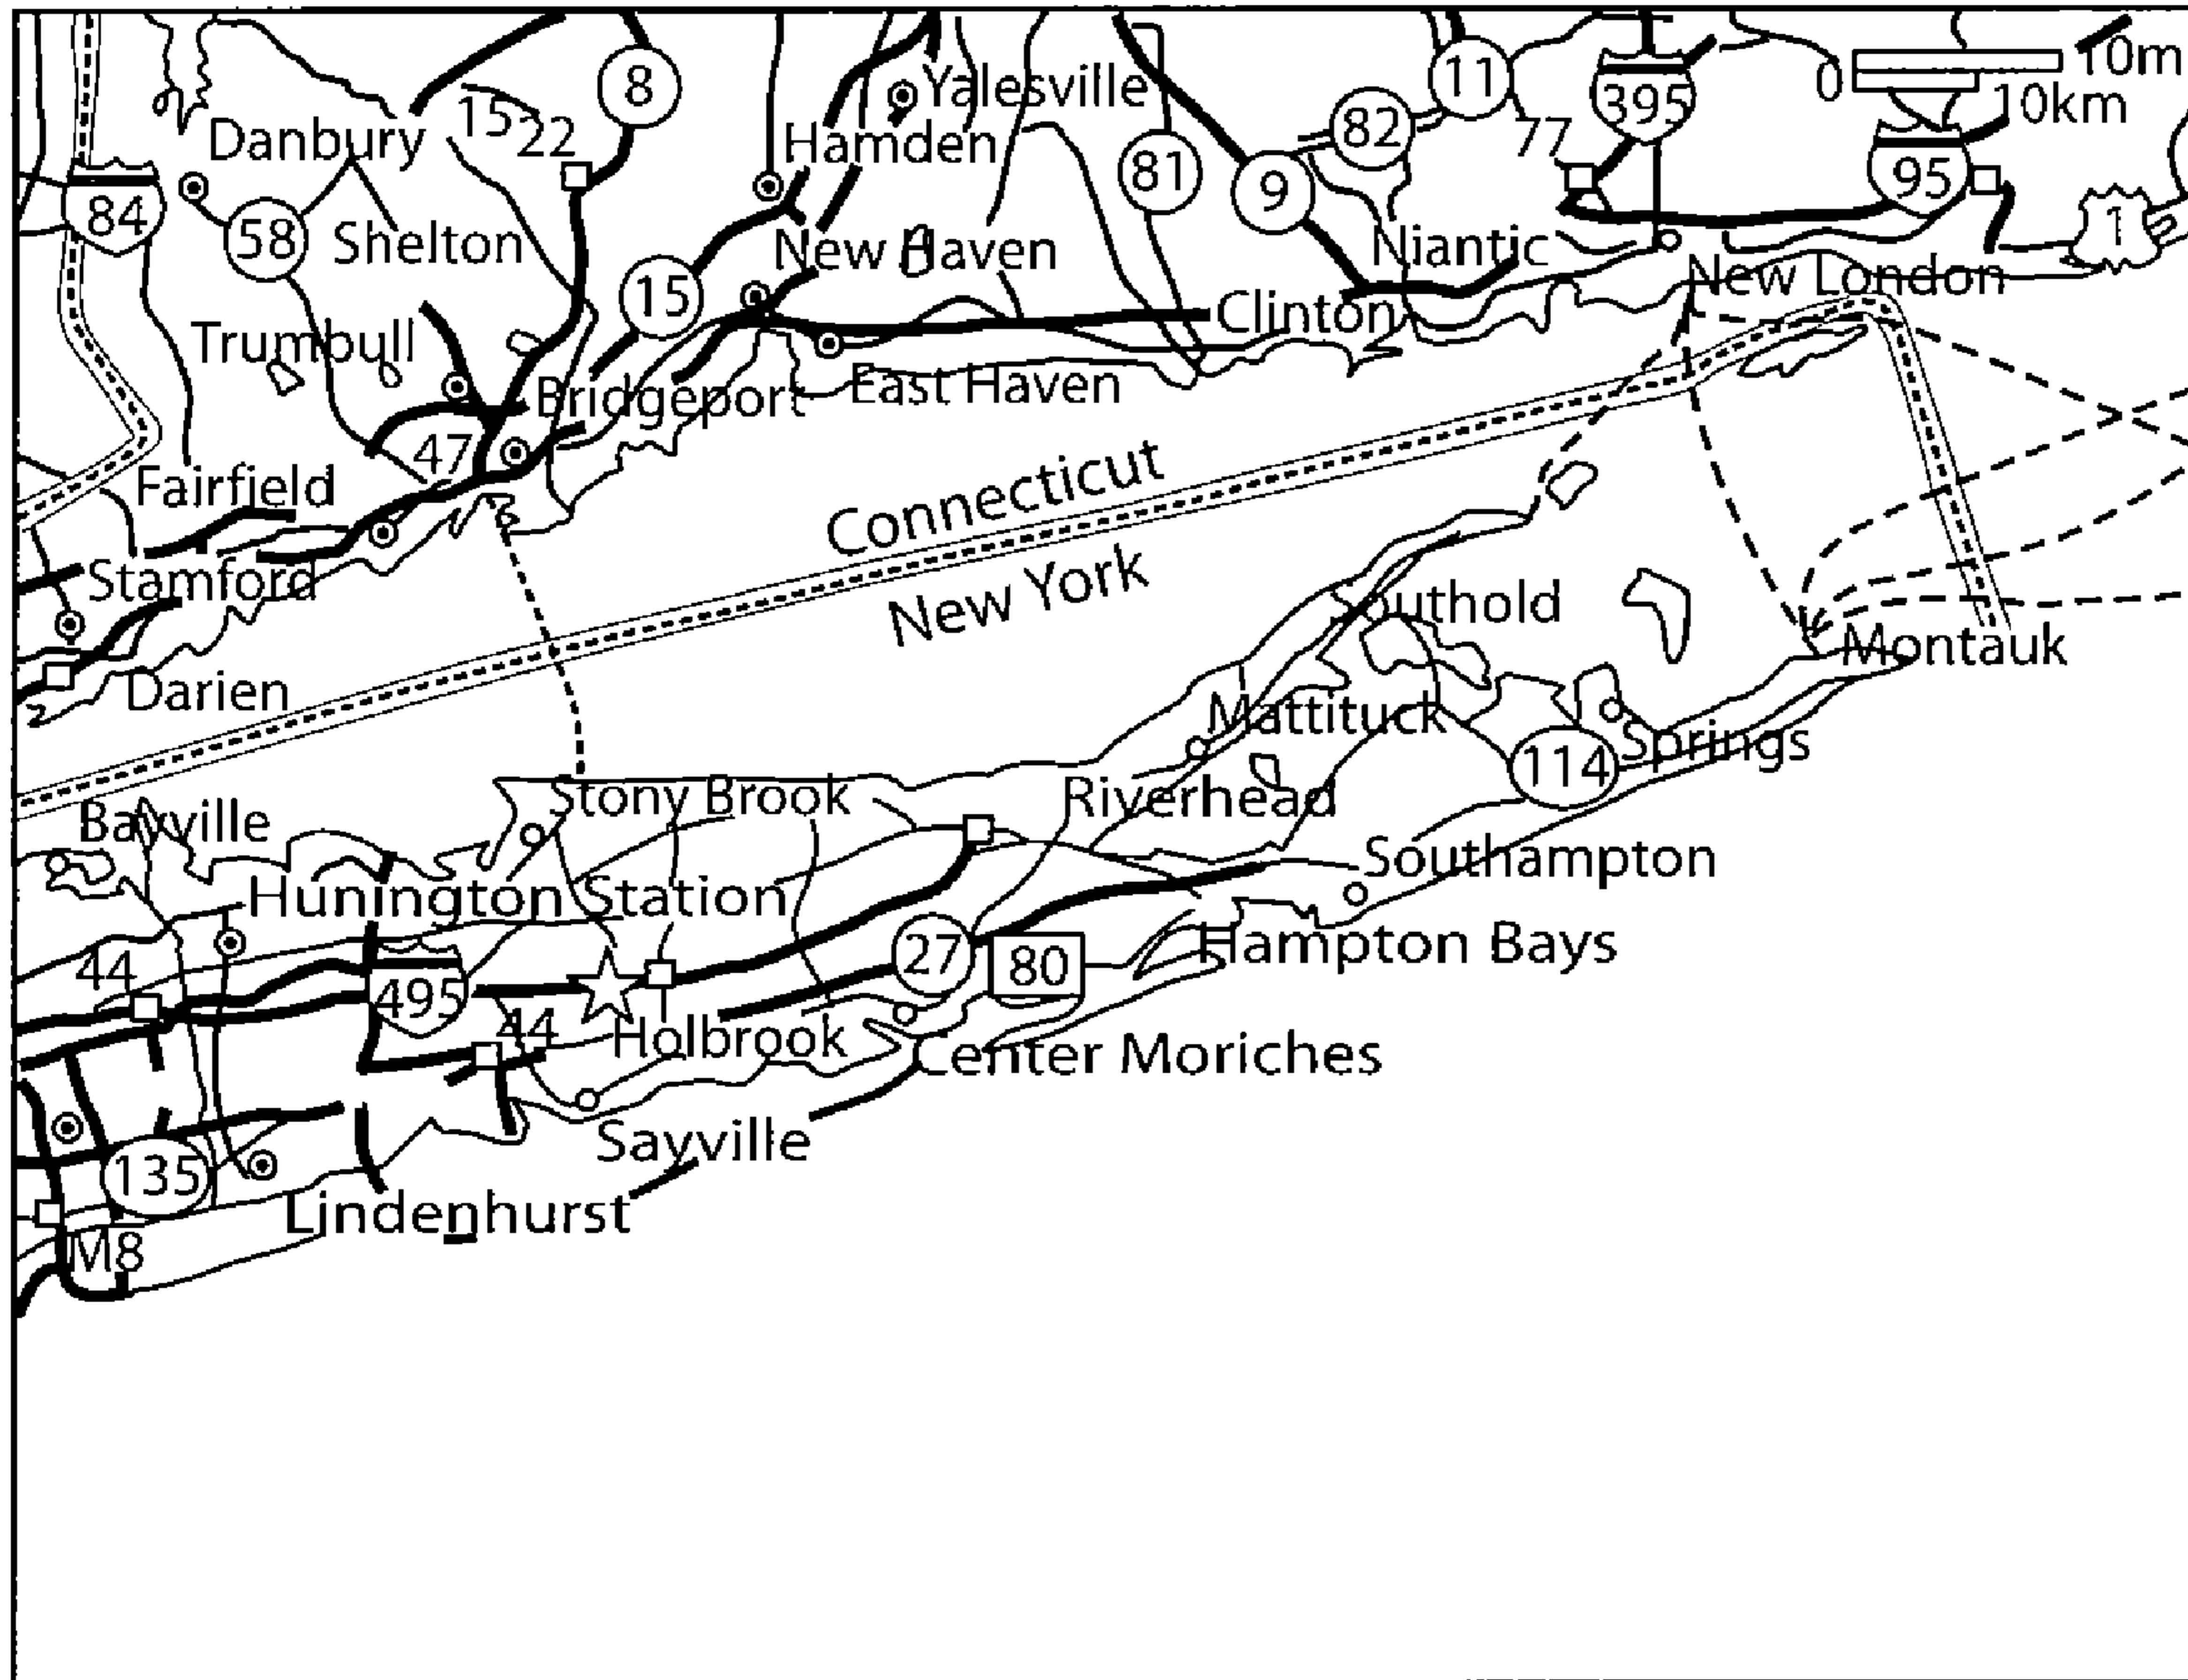 8
11
10m
Yalesville
395
10km
1522
82
77
Danbury
Hamden
81
95
9
84
58
Shelton
New Haven
Niantic
1
15
New London
Clinton
Trumbull
Bridgeport
East Haven
47
Fairfield
Connecticut
Stamford
New York
Southold
Montauk
Darien
Mattituck
Springs
114
Stony Brook
Riverhead
Bayville
Southampton
Hunington Station
27
Hampton Bays
44
80
495
44
Holbrook
Center Moriches
Sayville
135
Lindenhurst
M8